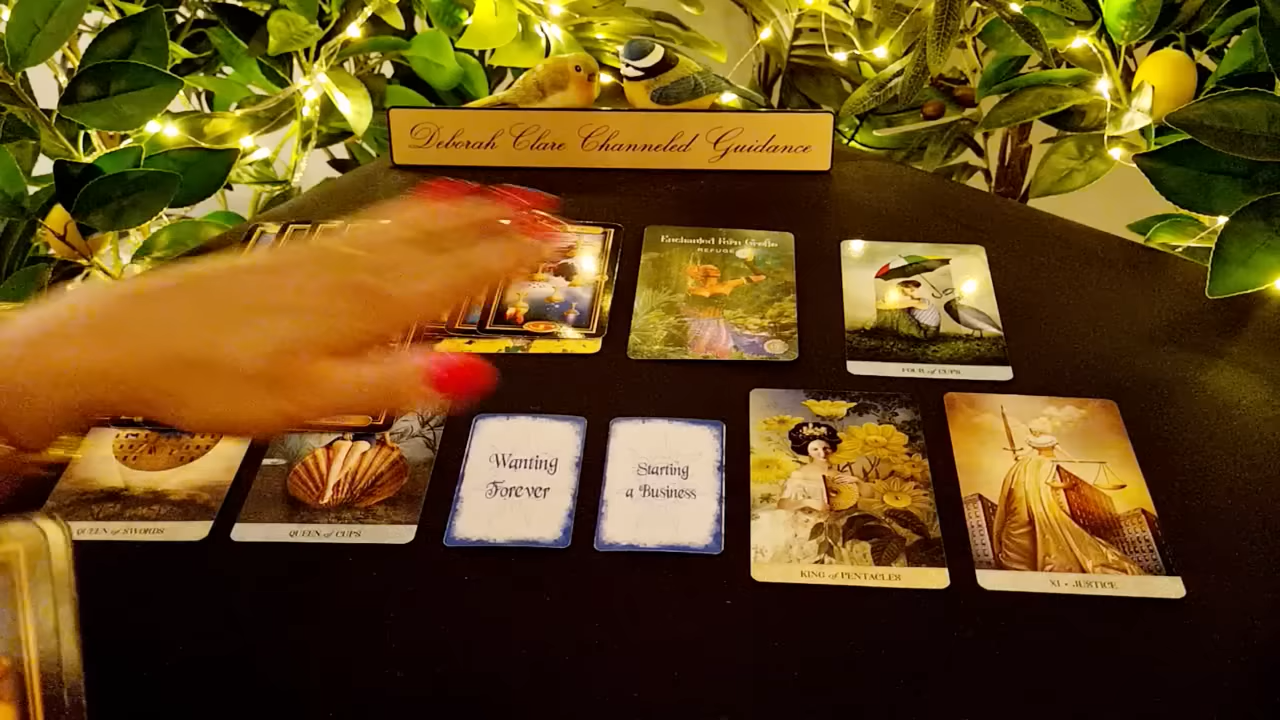 Deborah Clare Channeled Guidance
Enchanted Fern Grotto
REFUGE
FOUR of CUPS
QUEEN of SWORDS
QUEEN of CUPS
Wanting
Forever
Starting
a Business
KING of PENTACLES
XI • JUSTICE